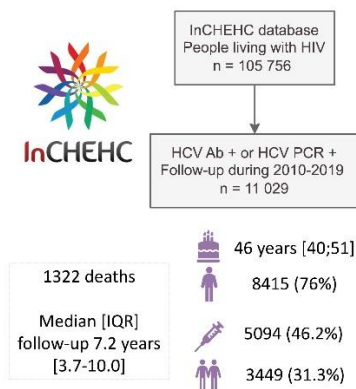 InCHEHC database
People living with HIV
n = 105 756
InCHEHC
HCV Ab + or HCV PCR +
Follow-up during 2010-2019
n = 11 029
46 years [40;51]
8415 (76%)
5094 (46.2%)
3449 (31.3%)
1322 deaths
Median [IQR]
follow-up 7.2 years
[3.7-10.0]